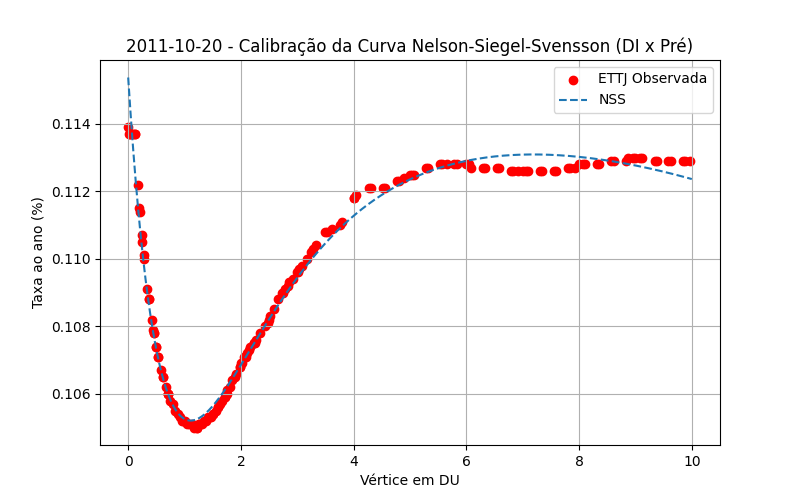 2011-10-20 - Calibração da Curva Nelson-Siegel-Svensson (DI x Pré)
ETTJ Observada
NSS
Taxa ao ano (%)
0.114
0.112
0.110
0.108
0.106
0 2 4 6 8 10
Vértice em DU